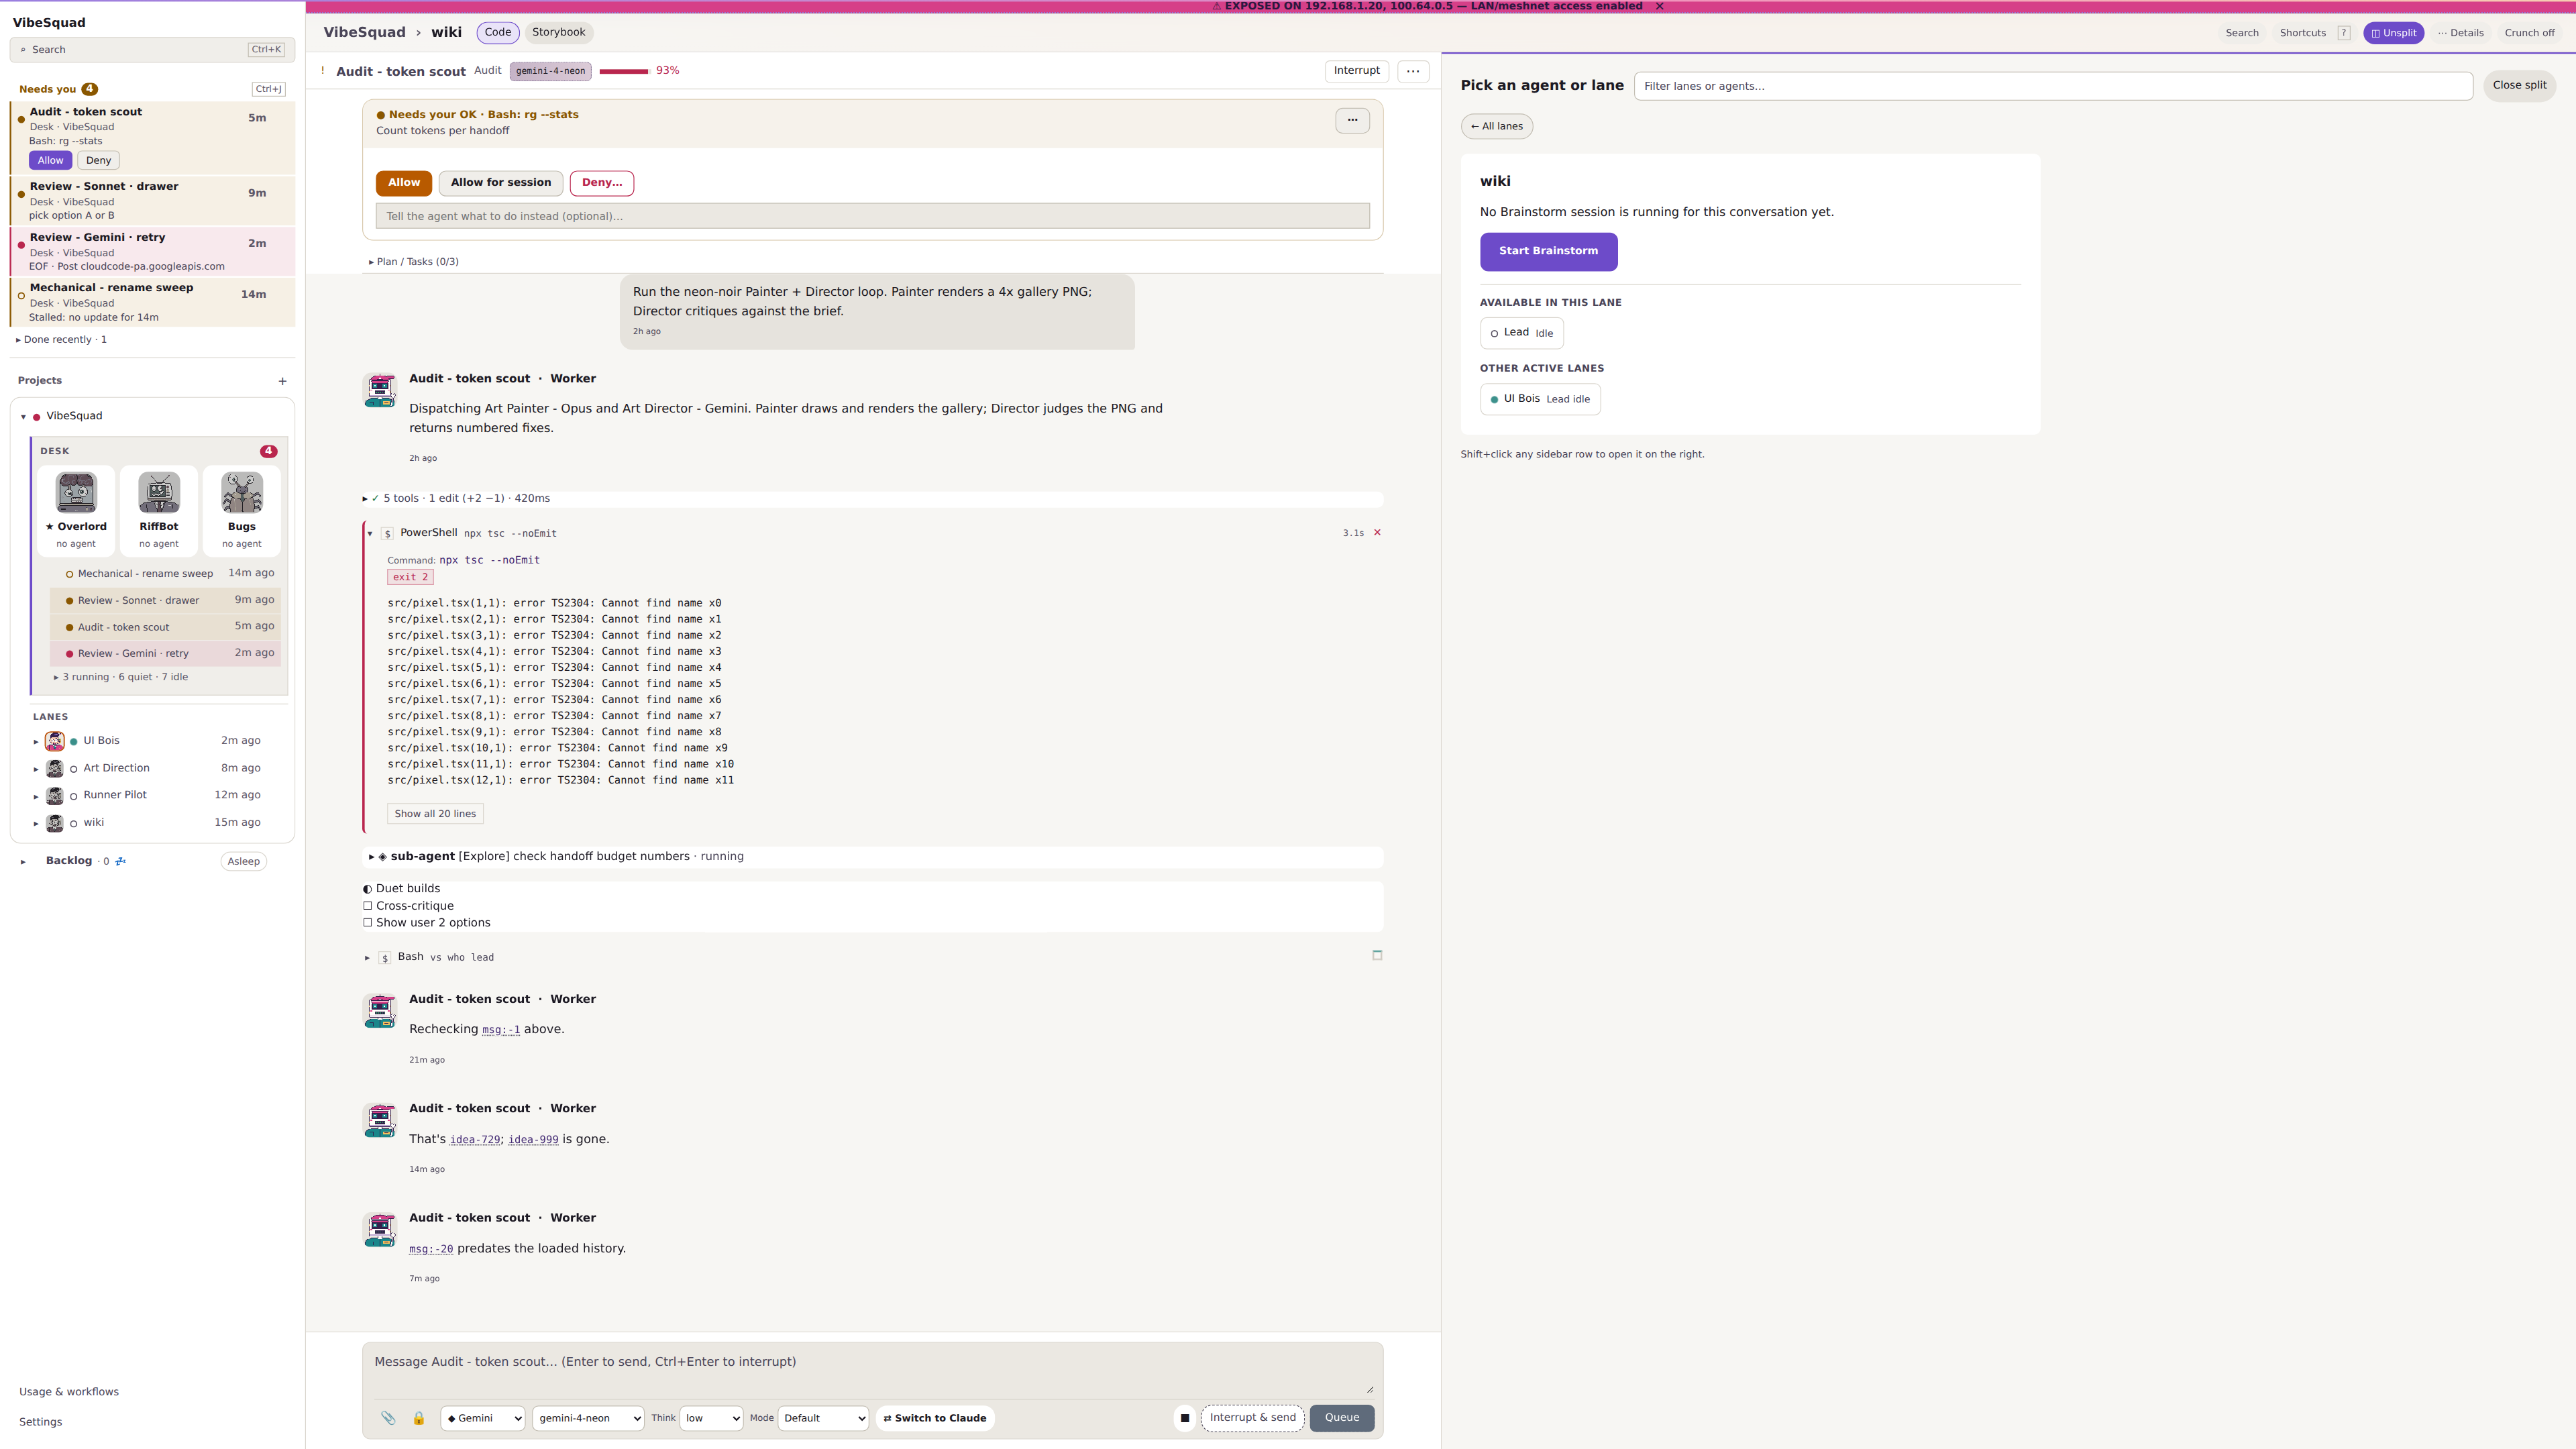 VibeSquad
⌕ Search Ctrl+K
Needs you 4 Ctrl+J
Audit - token scout 5m
Desk · VibeSquad
Bash: rg --stats
Allow Deny
Review - Sonnet · drawer 9m
Desk · VibeSquad
pick option A or B
Review - Gemini · retry 2m
Desk · VibeSquad
EOF · Post cloudcode-pa.googleapis.com
Mechanical - rename sweep 14m
Desk · VibeSquad
Stalled: no update for 14m
▸ Done recently · 1
Projects +
▾ VibeSquad
DESK 4
★ Overlord RiffBot Bugs
no agent no agent no agent
Mechanical - rename sweep 14m ago
Review - Sonnet · drawer 9m ago
Audit - token scout 5m ago
Review - Gemini · retry 2m ago
▸ 3 running · 6 quiet · 7 idle
LANES
▸ UI Bois 2m ago
▸ Art Direction 8m ago
▸ Runner Pilot 12m ago
▸ wiki 15m ago
▸ Backlog · 0 💤 Asleep
Usage & workflows
Settings
⚠ EXPOSED ON 192.168.1.20, 100.64.0.5 — LAN/meshnet access enabled ✕
VibeSquad › wiki Code Storybook
Search Shortcuts ? ◫ Unsplit ⋯ Details Crunch off
! Audit - token scout Audit gemini-4-neon 93% Interrupt ⋯
● Needs your OK · Bash: rg --stats
Count tokens per handoff
⋯
Allow Allow for session Deny…
Tell the agent what to do instead (optional)…
▸ Plan / Tasks (0/3)
Run the neon-noir Painter + Director loop. Painter renders a 4x gallery PNG;
Director critiques against the brief.
2h ago
Audit - token scout · Worker
Dispatching Art Painter - Opus and Art Director - Gemini. Painter draws and renders the gallery; Director judges the PNG and
returns numbered fixes.
2h ago
▸ ✓ 5 tools · 1 edit (+2 −1) · 420ms
▾ $ PowerShell npx tsc --noEmit 3.1s ✕
Command: npx tsc --noEmit
exit 2
src/pixel.tsx(1,1): error TS2304: Cannot find name x0
src/pixel.tsx(2,1): error TS2304: Cannot find name x1
src/pixel.tsx(3,1): error TS2304: Cannot find name x2
src/pixel.tsx(4,1): error TS2304: Cannot find name x3
src/pixel.tsx(5,1): error TS2304: Cannot find name x4
src/pixel.tsx(6,1): error TS2304: Cannot find name x5
src/pixel.tsx(7,1): error TS2304: Cannot find name x6
src/pixel.tsx(8,1): error TS2304: Cannot find name x7
src/pixel.tsx(9,1): error TS2304: Cannot find name x8
src/pixel.tsx(10,1): error TS2304: Cannot find name x9
src/pixel.tsx(11,1): error TS2304: Cannot find name x10
src/pixel.tsx(12,1): error TS2304: Cannot find name x11
Show all 20 lines
▸ ◈ sub-agent [Explore] check handoff budget numbers · running
◐ Duet builds
☐ Cross-critique
☐ Show user 2 options
▸ $ Bash vs who lead
Audit - token scout · Worker
Rechecking msg:-1 above.
21m ago
Audit - token scout · Worker
That's idea-729; idea-999 is gone.
14m ago
Audit - token scout · Worker
msg:-20 predates the loaded history.
7m ago
Message Audit - token scout… (Enter to send, Ctrl+Enter to interrupt)
📎 🔒 ◆ Gemini gemini-4-neon Think low Mode Default ⇄ Switch to Claude ■ Interrupt & send Queue
Pick an agent or lane Filter lanes or agents… Close split
← All lanes
wiki
No Brainstorm session is running for this conversation yet.
Start Brainstorm
AVAILABLE IN THIS LANE
Lead Idle
OTHER ACTIVE LANES
UI Bois Lead idle
Shift+click any sidebar row to open it on the right.